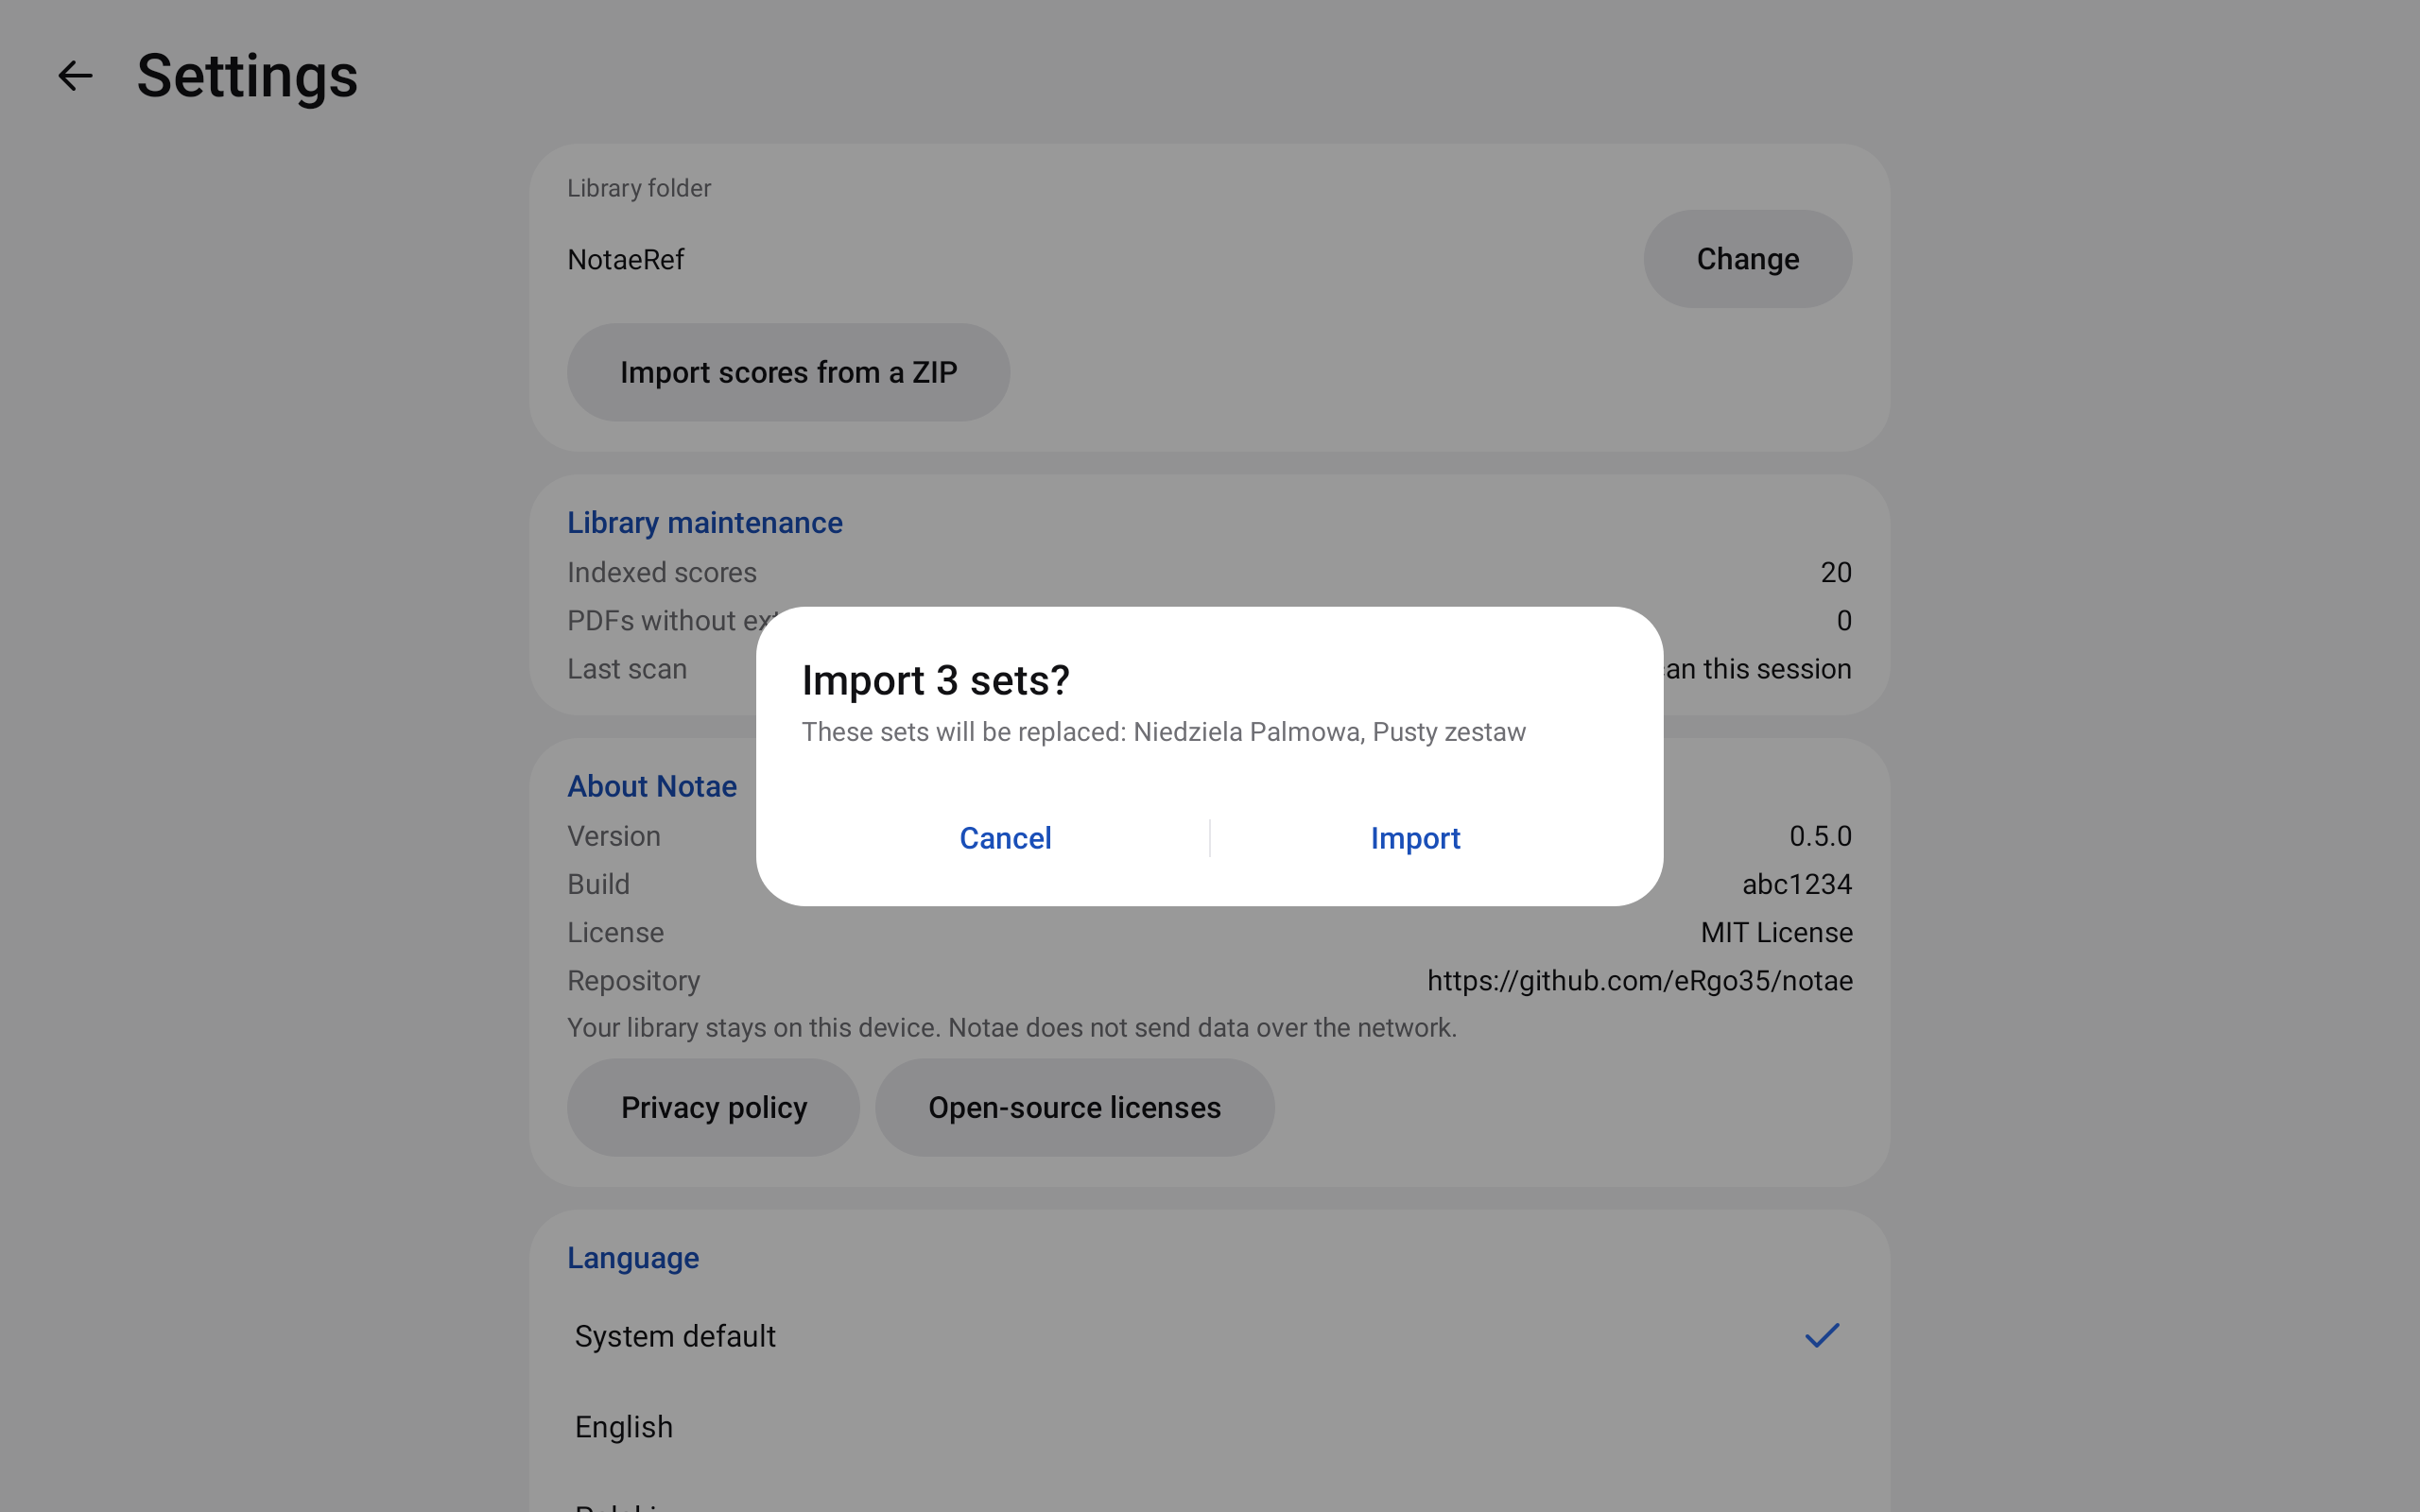 Settings
Library folder
NotaeRef
Change
Import scores from a ZIP
Library maintenance
Indexed scores
20
PDFs without
0
Last scan
this session
Import 3 sets?
These sets will be replaced: Niedziela Palmowa, Pusty zestaw
Cancel
Import
About Notae
Version
0.5.0
Build
abc1234
License
MIT License
Repository
https://github.com/eRgo35/notae
Your library stays on this device. Notae does not send data over the network.
Privacy policy
Open-source licenses
Language
System default
English